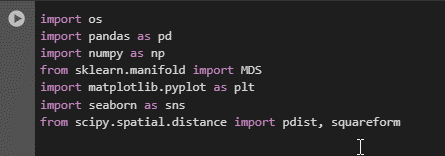 import os
import pandas as pd
import numpy as np
from sklearn.manifold import MDS
import matplotlib.pyplot as plt
import seaborn as sns
from scipy.spatial.distance import pdist, squareform